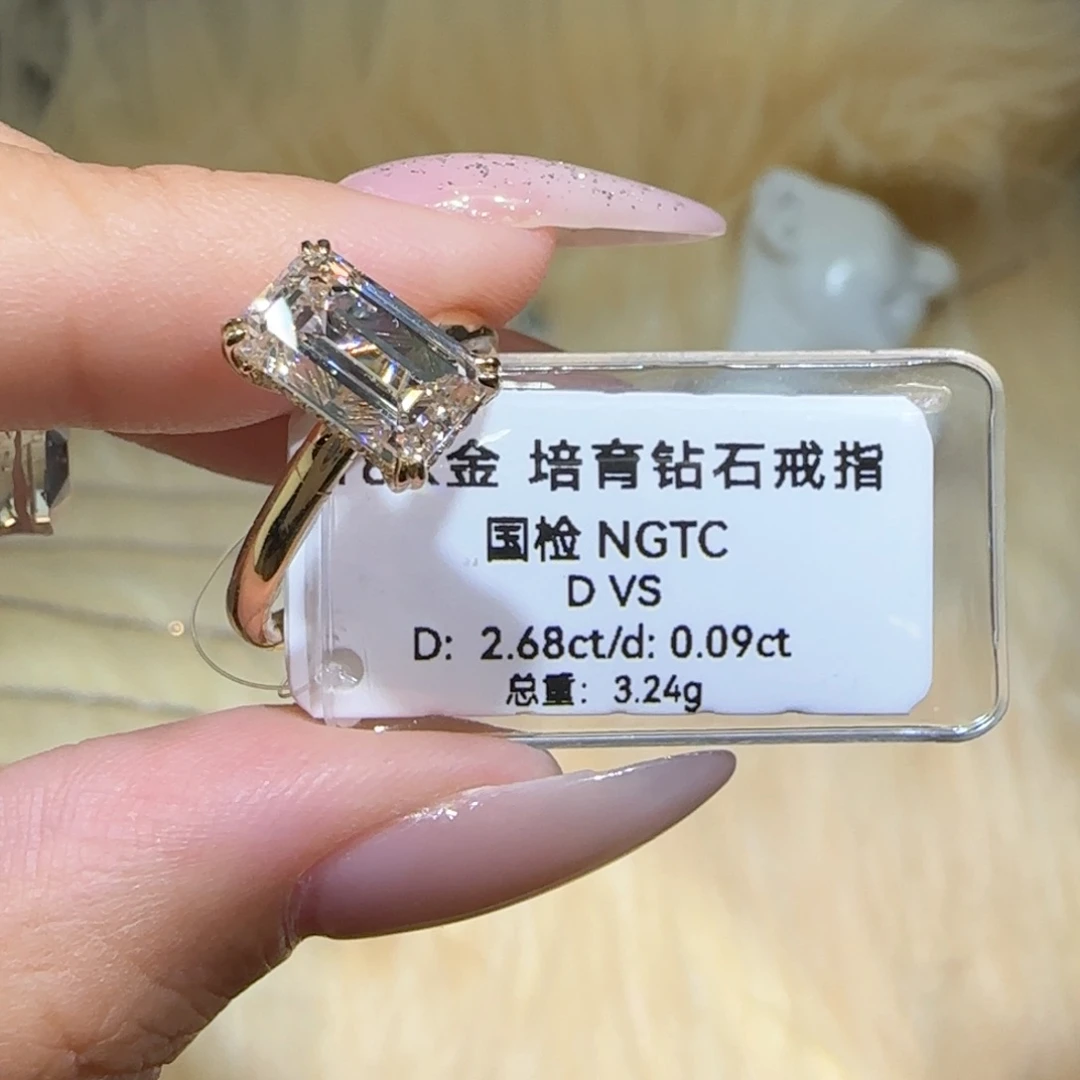 金 培育钻石戒指
国检 NGTC
D VS
D: 2.68ct/d: 0.09ct
总重: 3.24g